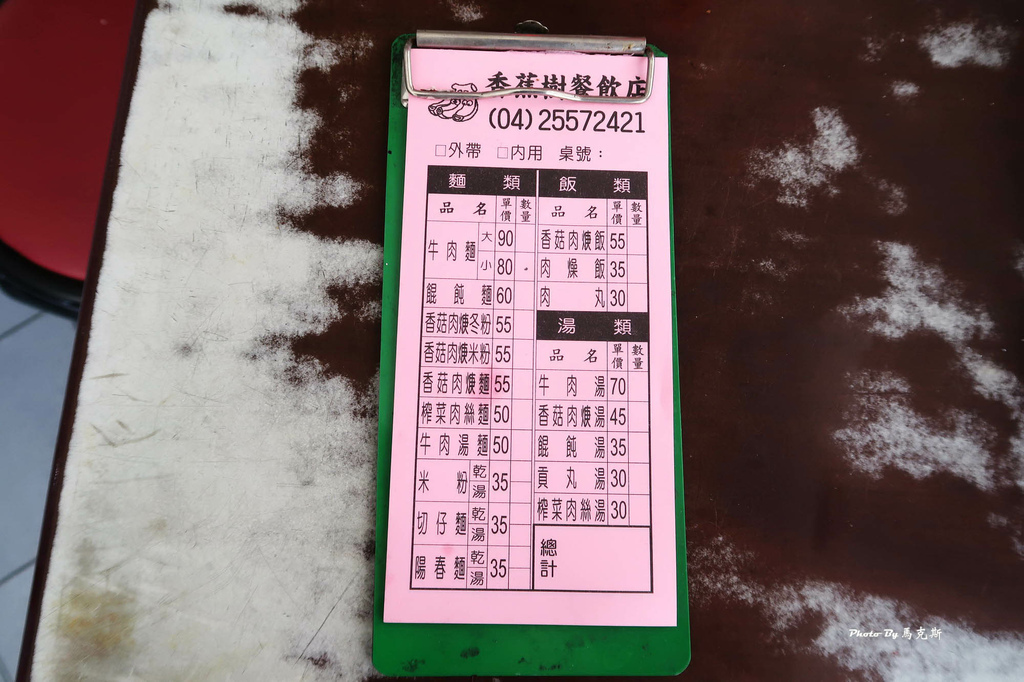 香蕉樹餐飲店
(04)25572421
□外帶 □內用 桌號：
麵類
品名 單價 數量
牛肉麵 大 90
小 80
餛飩麵 60
香菇肉焿冬粉 55
香菇肉焿米粉 55
香菇肉焿麵 55
榨菜肉絲麵 50
牛肉湯麵 50
米粉 乾 湯 35
切仔麵 乾 湯 35
陽春麵 乾 湯 35
飯類
品名 單價 數量
香菇肉焿飯 55
肉燥飯 35
肉丸 30
湯類
品名 單價 數量
牛肉湯 70
香菇肉焿湯 45
餛飩湯 35
貢丸湯 30
榨菜肉絲湯 30
總計
Photo By 馬克斯